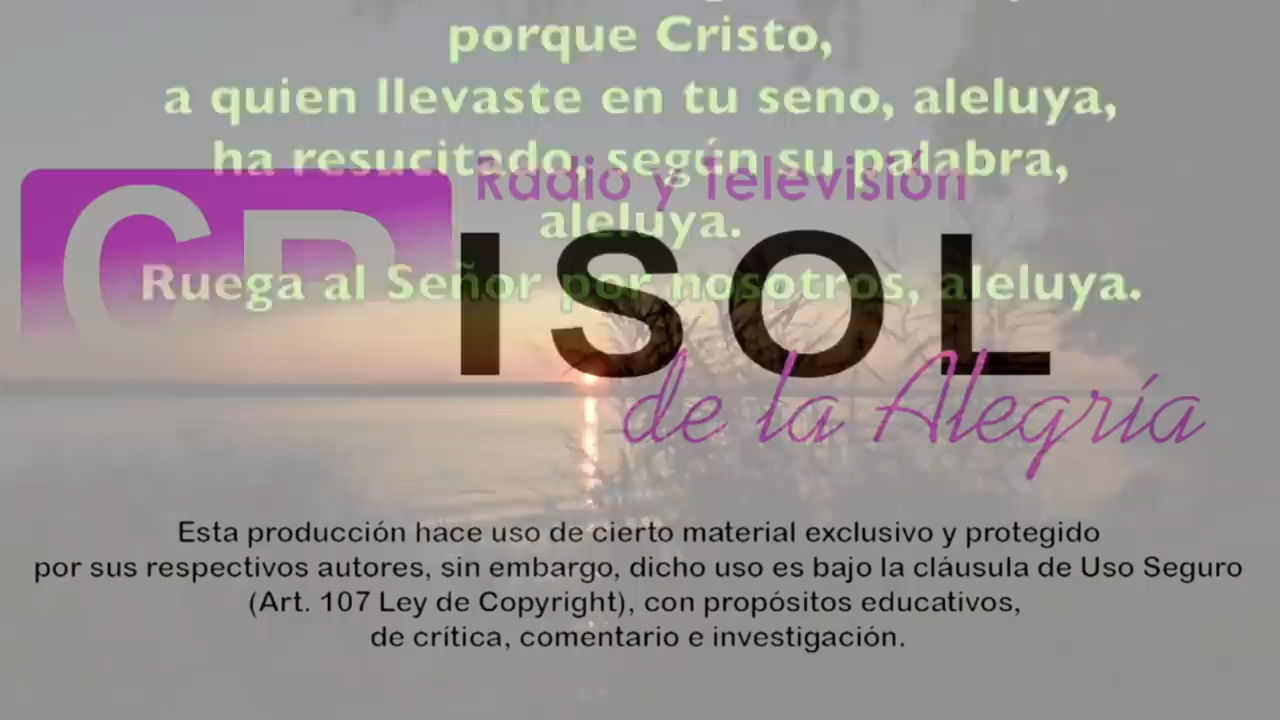 porque Cristo,
a quien llevaste en tu seno, aleluya,
ha resucitado, según su palabra,
Radio y Televisión
aleluya.
CRISOL
Ruega al Señor por nosotros, aleluya.
de la Alegría
Esta producción hace uso de cierto material exclusivo y protegido
por sus respectivos autores, sin embargo, dicho uso es bajo la cláusula de Uso Seguro
(Art. 107 Ley de Copyright), con propósitos educativos,
de crítica, comentario e investigación.